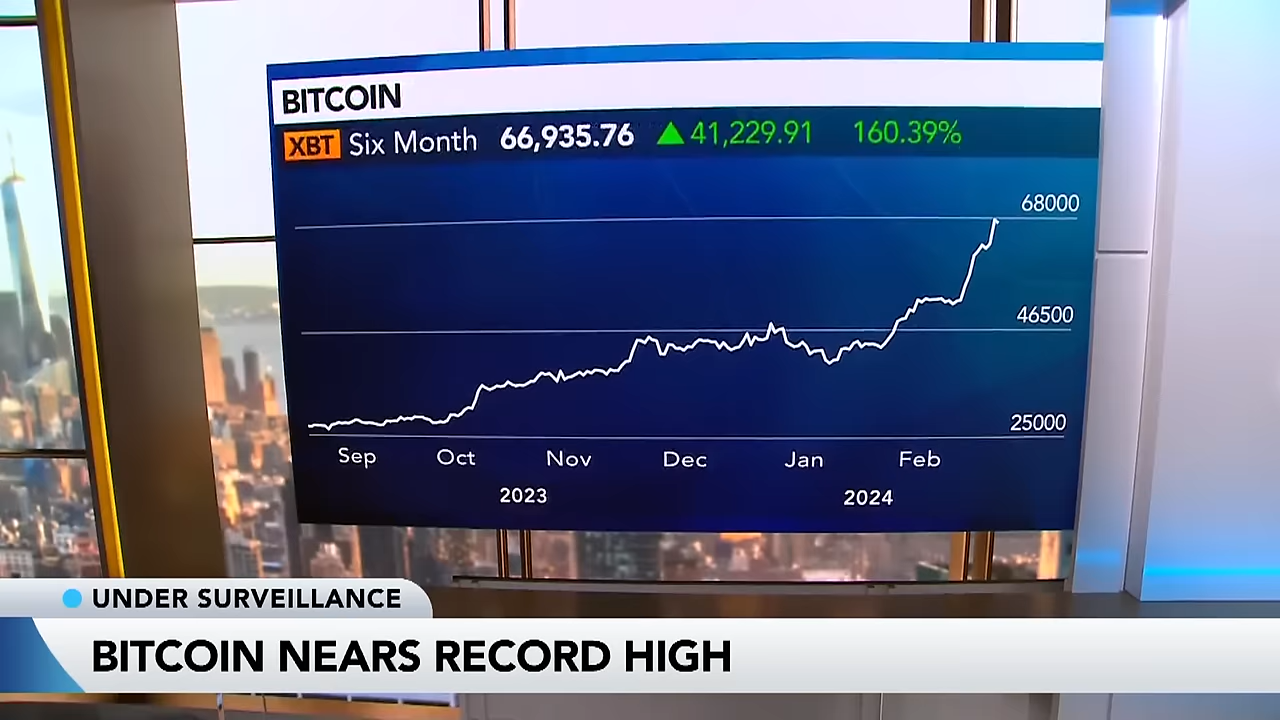 BITCOIN
XBT Six Month 66,935.76 ▲ 41,229.91 160.39%
68000
46500
25000
Sep Oct Nov Dec Jan Feb
2023 2024
UNDER SURVEILLANCE
BITCOIN NEARS RECORD HIGH